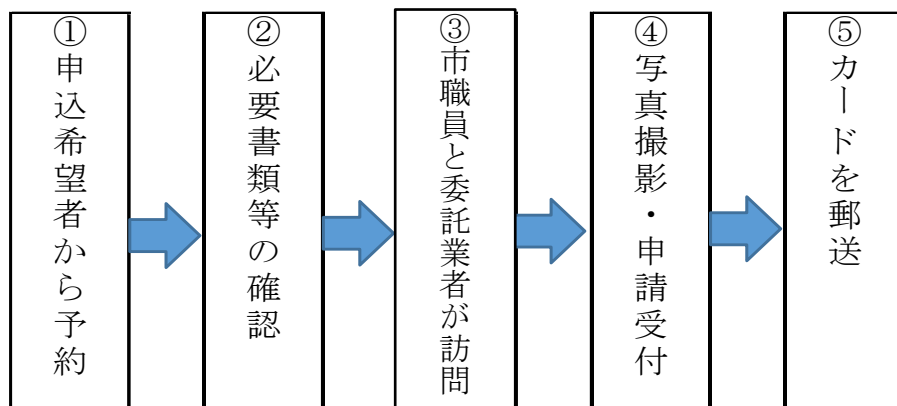 ①申込希望者から予約
②必要書類等の確認
③市職員と委託業者が訪問
④写真撮影・申請受付
⑤カードを郵送